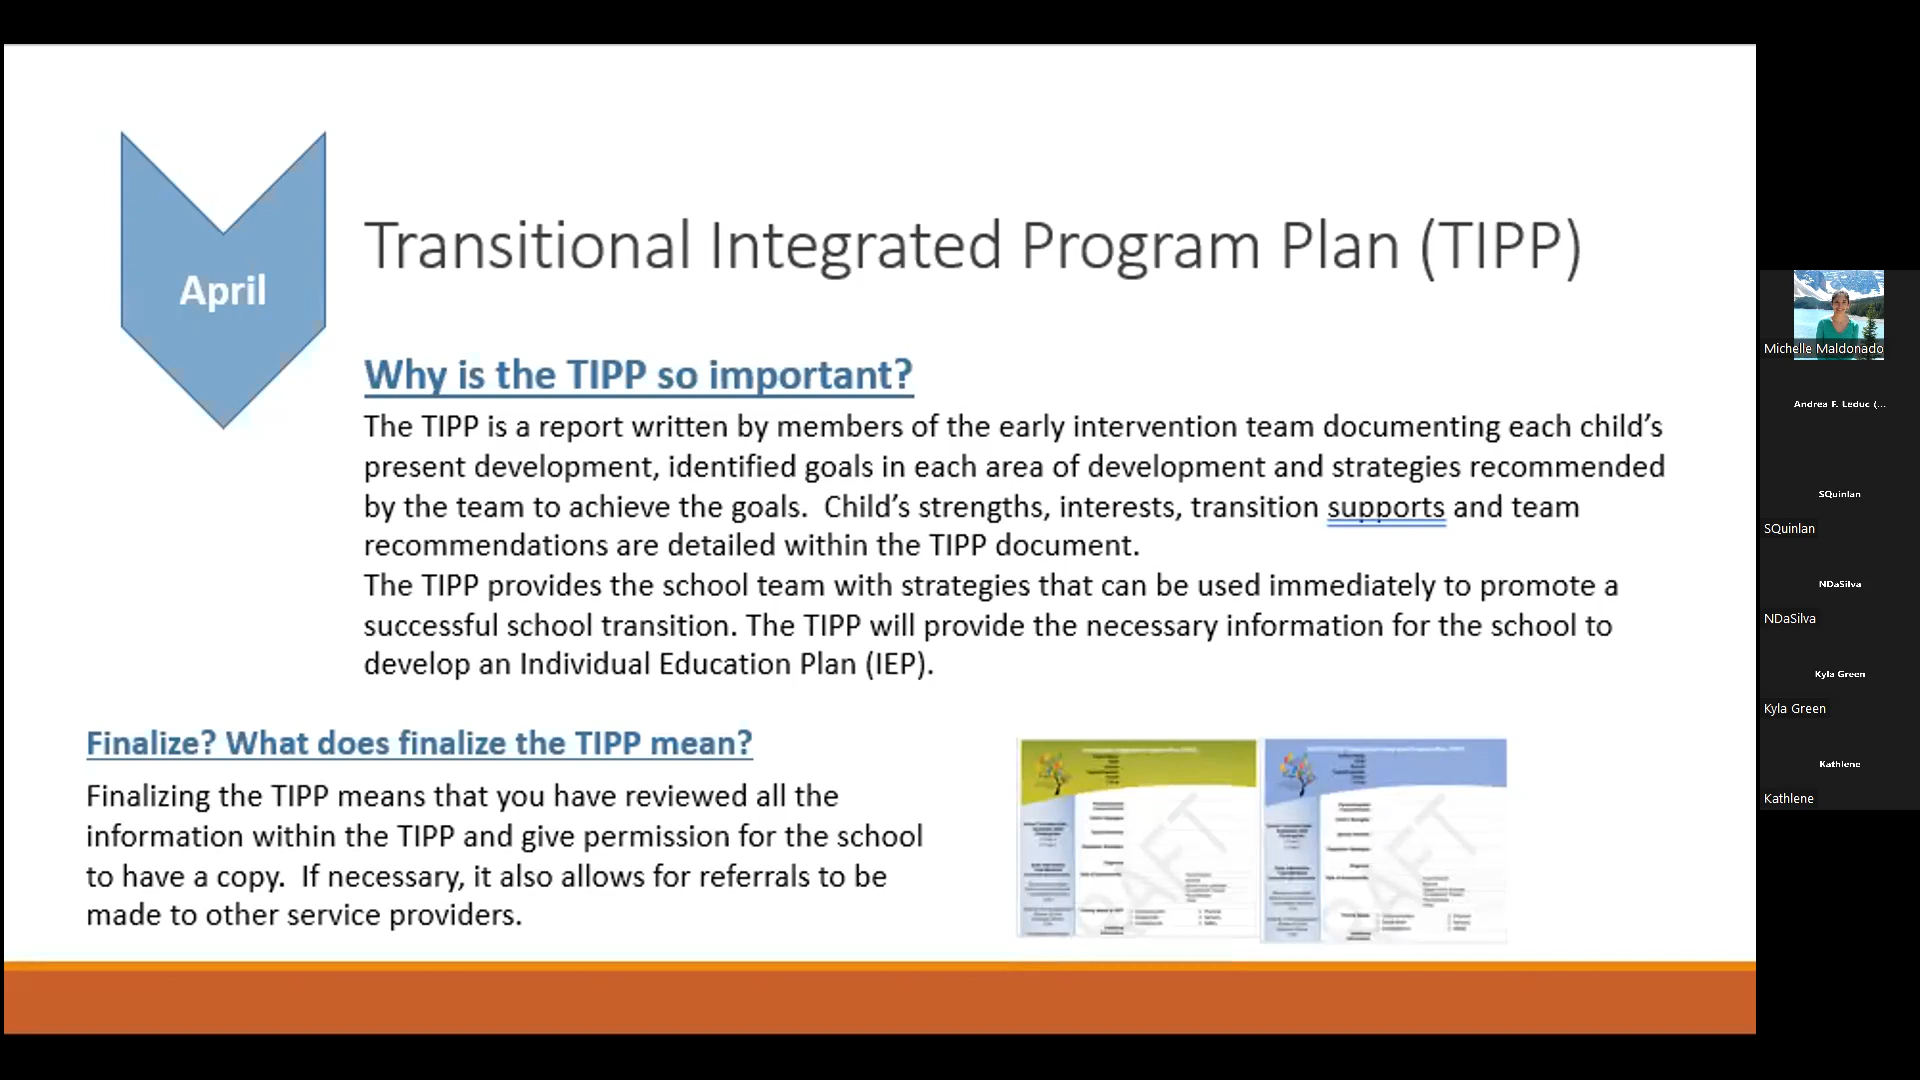 April
Transitional Integrated Program Plan (TIPP)
Why is the TIPP so important?
The TIPP is a report written by members of the early intervention team documenting each child's
present development, identified goals in each area of development and strategies recommended
by the team to achieve the goals.  Child's strengths, interests, transition supports and team
recommendations are detailed within the TIPP document.
The TIPP provides the school team with strategies that can be used immediately to promote a
successful school transition. The TIPP will provide the necessary information for the school to
develop an Individual Education Plan (IEP).
Finalize? What does finalize the TIPP mean?
Finalizing the TIPP means that you have reviewed all the
information within the TIPP and give permission for the school
to have a copy.  If necessary, it also allows for referrals to be
made to other service providers.
Michelle Maldonado
Andrea F. Leduc (...
SQuinlan
SQuinlan
NDaSilva
NDaSilva
Kyla Green
Kyla Green
Kathlene
Kathlene